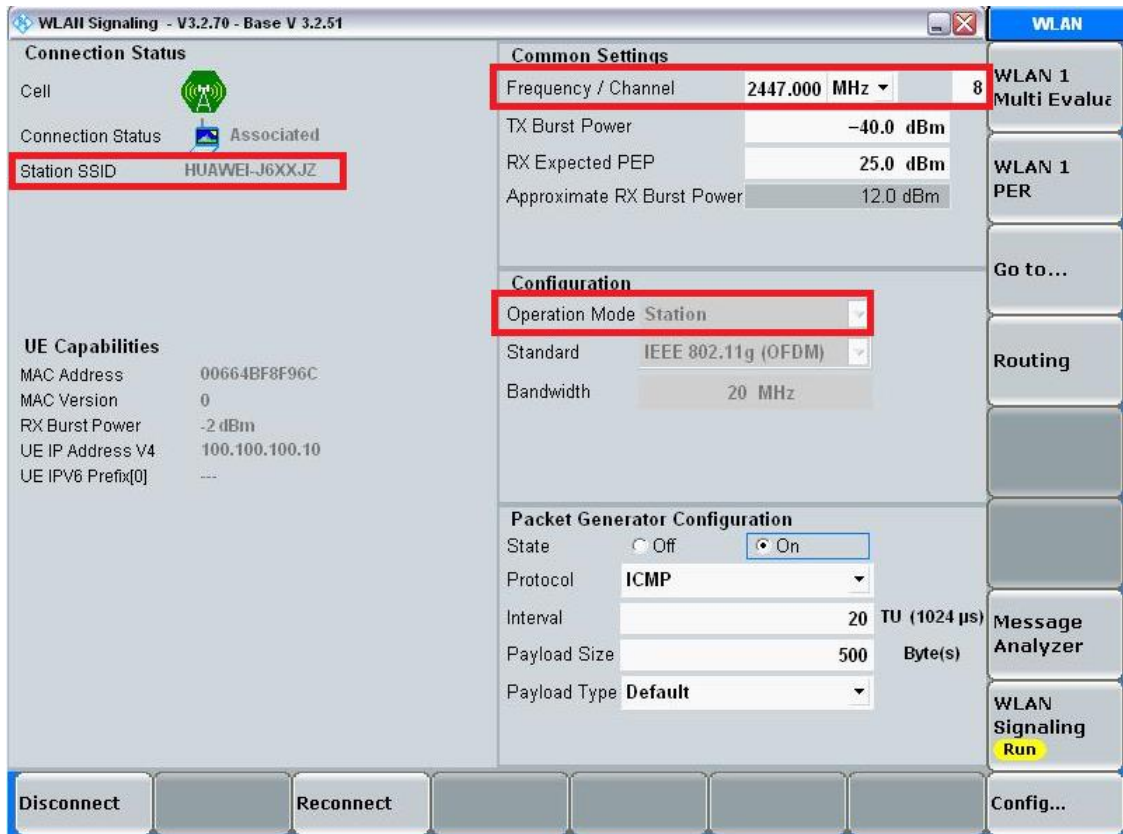 WLAN Signaling - V3.2.70 - Base V 3.2.51
WLAN
Connection Status
Cell
Connection Status Associated
Station SSID HUAWEI-J6XXJZ
UE Capabilities
MAC Address 00664BF8F96C
MAC Version 0
RX Burst Power -2 dBm
UE IP Address V4 100.100.100.10
UE IPV6 Prefix[0] ---
Common Settings
Frequency / Channel 2447.000 MHz 8
TX Burst Power -40.0 dBm
RX Expected PEP 25.0 dBm
Approximate RX Burst Power 12.0 dBm
Configuration
Operation Mode Station
Standard IEEE 802.11g (OFDM)
Bandwidth 20 MHz
Packet Generator Configuration
State Off On
Protocol ICMP
Interval 20 TU (1024 µs)
Payload Size 500 Byte(s)
Payload Type Default
WLAN 1
Multi Evalua
WLAN 1
PER
Go to...
Routing
Message
Analyzer
WLAN
Signaling
Run
Disconnect Reconnect Config...